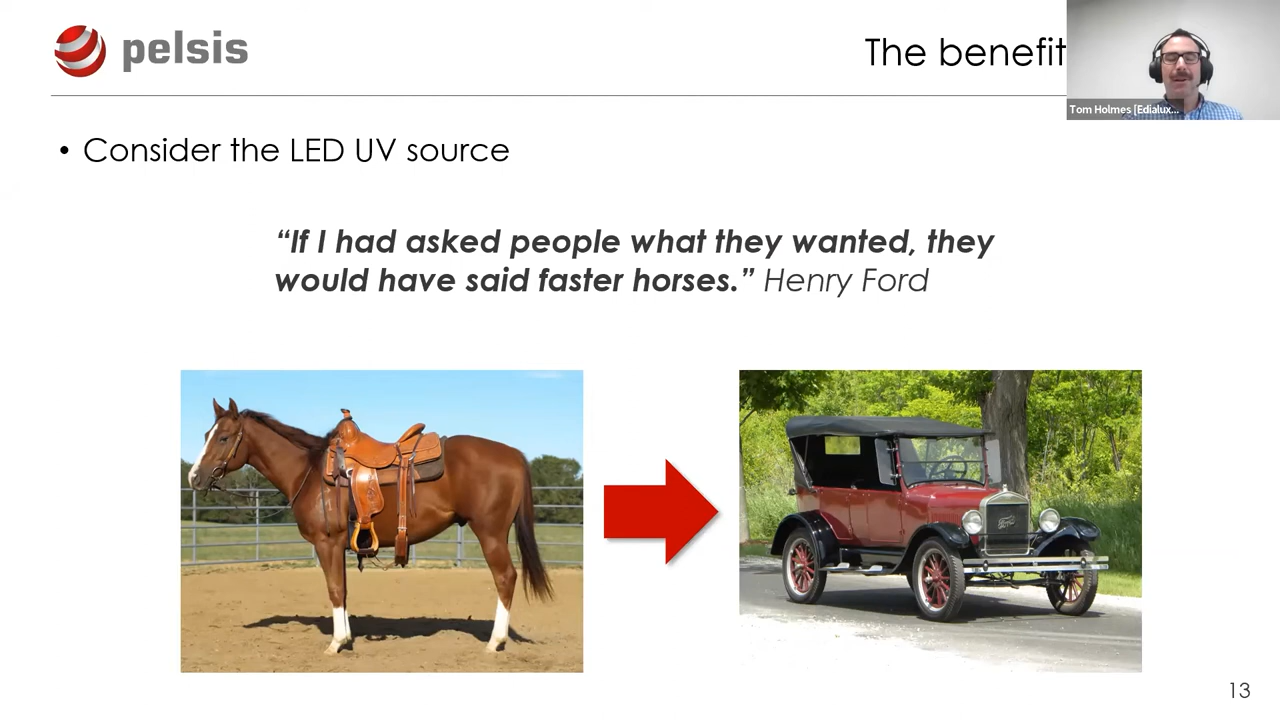 pelsis
The benefit
Tom Holmes [Edialux...
• Consider the LED UV source
“If I had asked people what they wanted, they
would have said faster horses.” Henry Ford
Ford
13